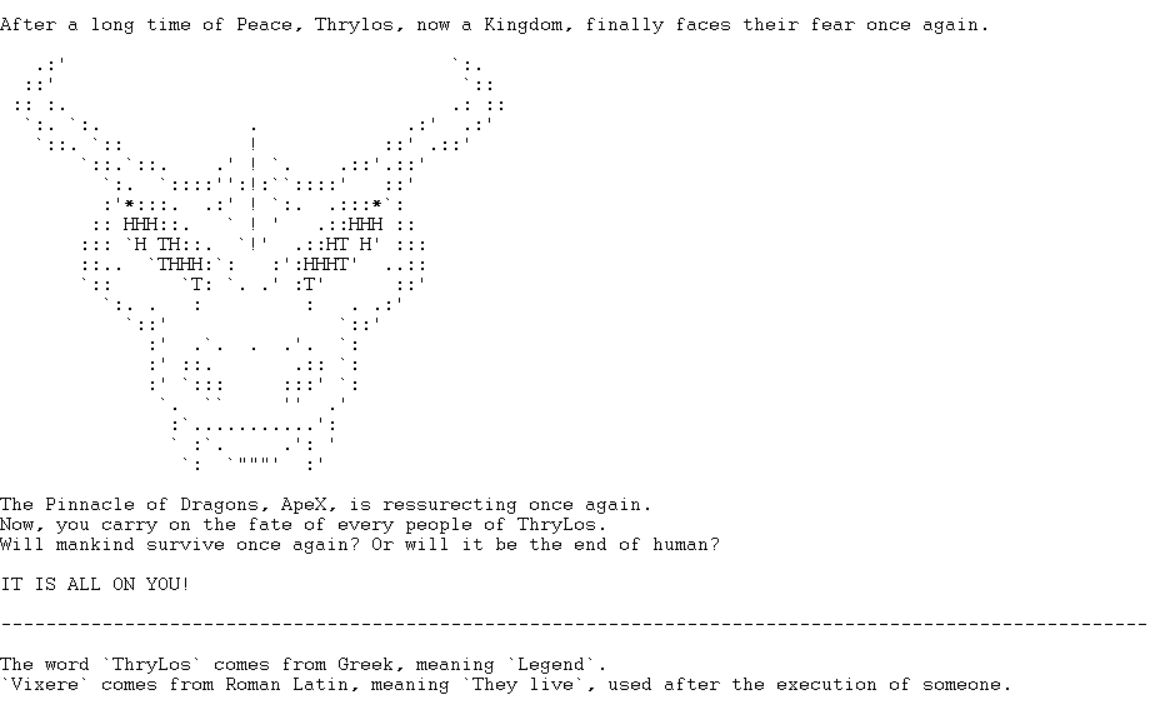 After a long time of Peace, Thrylos, now a Kingdom, finally faces their fear once again.
The Pinnacle of Dragons, ApeX, is ressurecting once again.
Now, you carry on the fate of every people of ThryLos.
Will mankind survive once again? Or will it be the end of human?
IT IS ALL ON YOU!
The word `ThryLos` comes from Greek, meaning `Legend`.
`Vixere` comes from Roman Latin, meaning `They live`, used after the execution of someone.